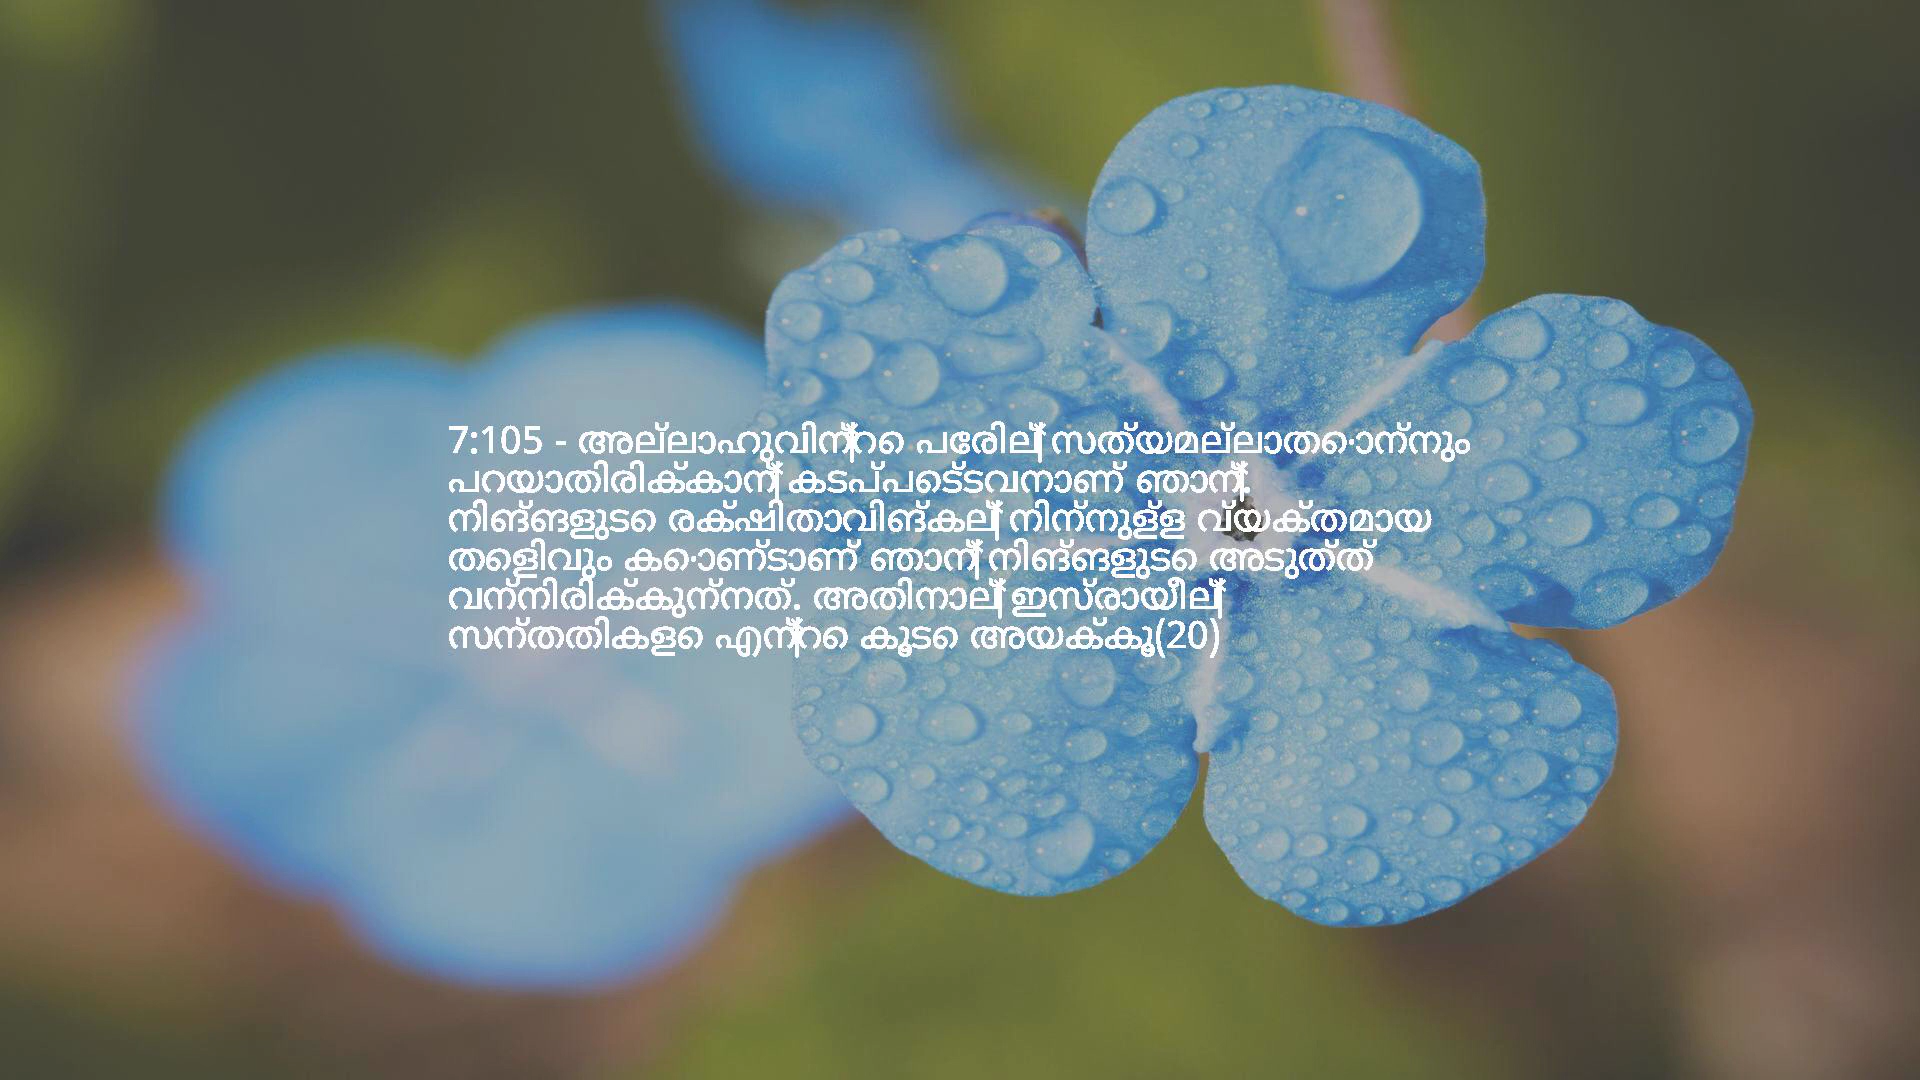 7:105 - അല്ലാഹുവിന്‍റെ പേരില്‍ സത്യമല്ലാതൊന്നും
പറയാതിരിക്കാന്‍ കടപ്പെട്ടവനാണ് ഞാന്‍.
നിങ്ങളുടെ രക്ഷിതാവിങ്കല്‍ നിന്നുള്ള വ്യക്തമായ
തെളിവും കൊണ്ടാണ് ഞാന്‍ നിങ്ങളുടെ അടുത്ത്
വന്നിരിക്കുന്നത്. അതിനാല്‍ ഇസ്രായീല്‍
സന്തതികളെ എന്‍റെ കൂടെ അയക്കൂ(20)